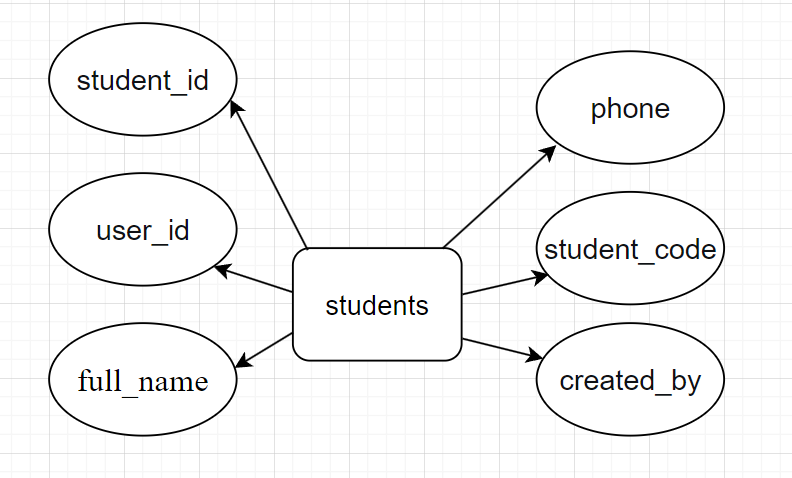 student_id
user_id
full_name
students
phone
student_code
created_by